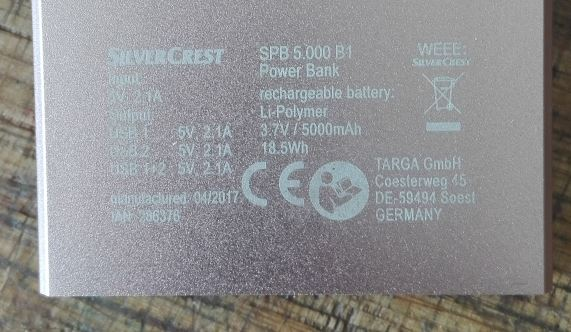 SILVERCREST
Input:
5V 2.1A
Output:
USB 1 5V 2.1A
USB 2 5V 2.1A
USB 1+2 5V 2.1A
manufactured: 04/2017
IAN: 286376
SPB 5.000 B1
Power Bank
rechargeable battery:
Li-Polymer
3.7V / 5000mAh
18.5Wh
CE
WEEE:
SILVERCREST
TARGA GmbH
Coesterweg 45
DE-59494 Soest
GERMANY